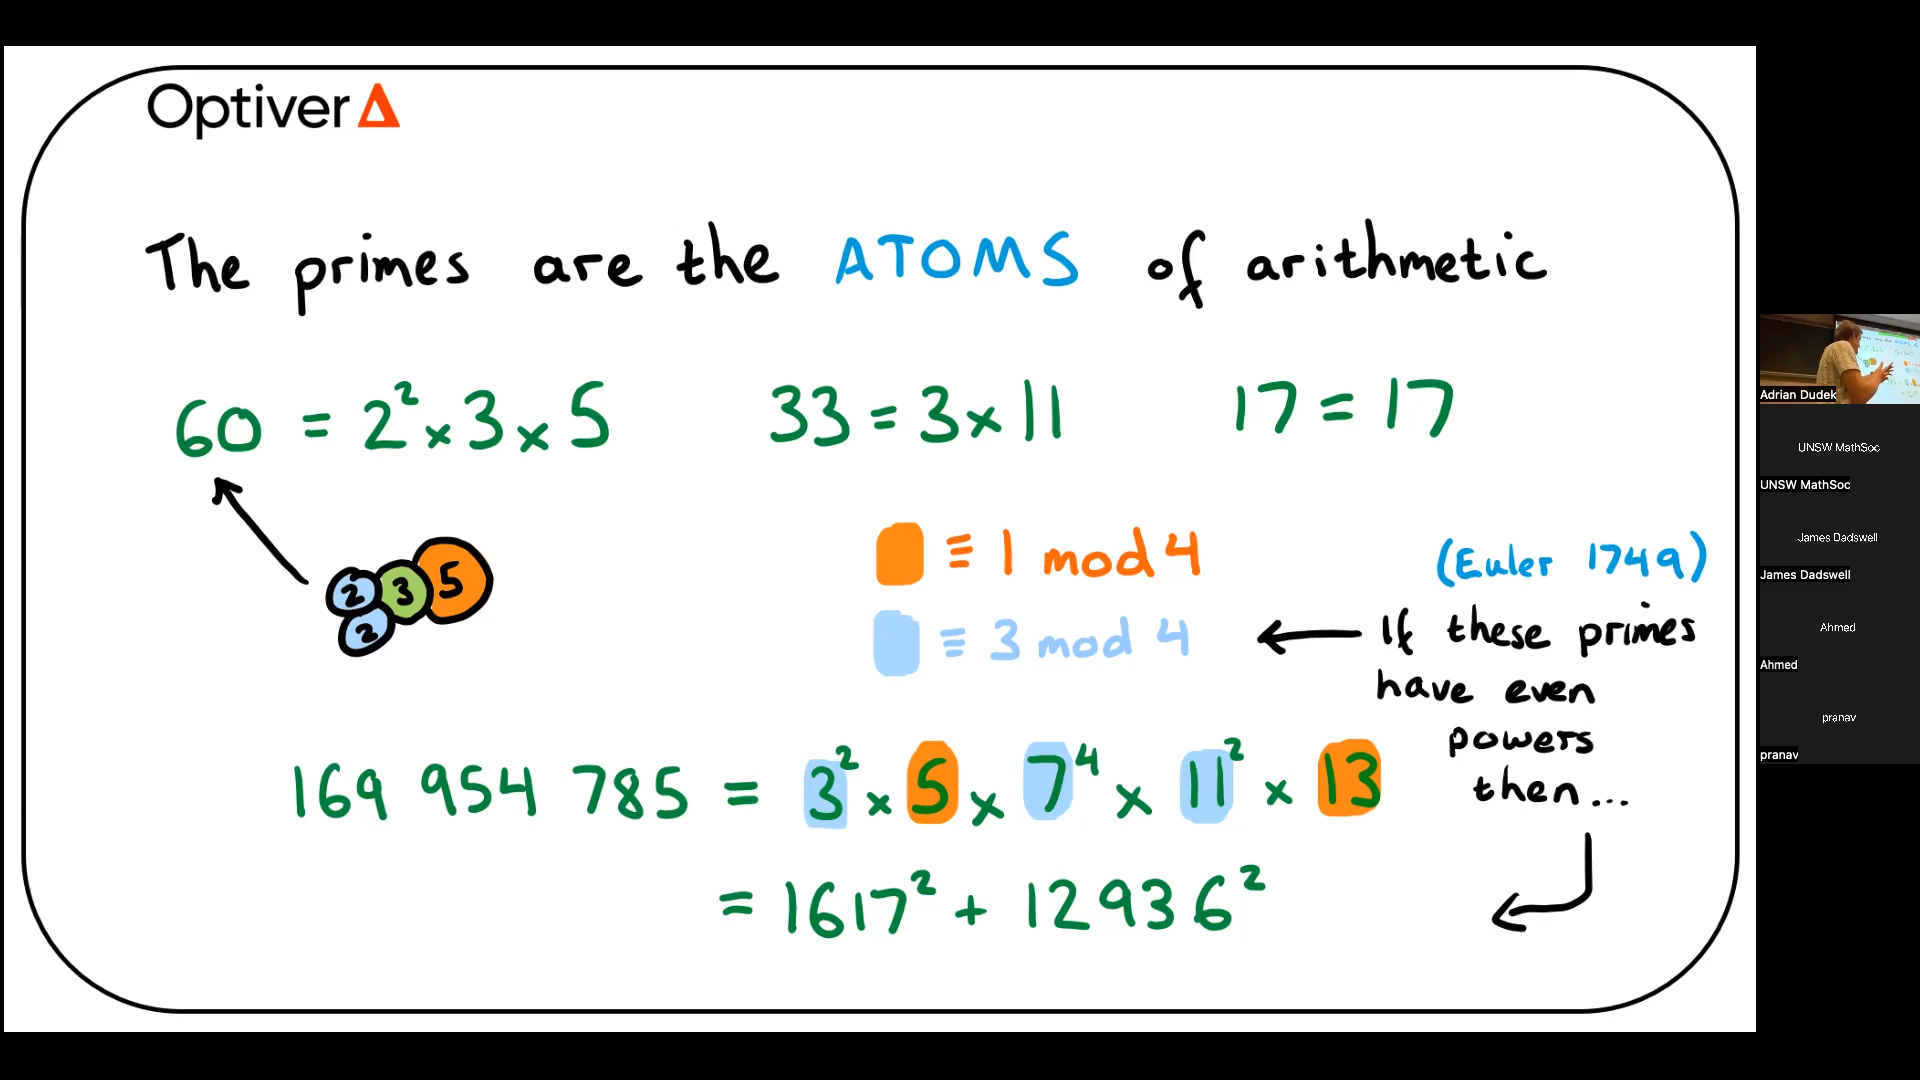 Optiver
The primes are the ATOMS of arithmetic
60 = 2² × 3 × 5
33 = 3 × 11
17 = 17
2 3 5
2
≡ 1 mod 4
≡ 3 mod 4
(Euler 1749)
If these primes
have even
powers
then...
169 954 785 = 3² × 5 × 7⁴ × 11² × 13
= 1617² + 12936²
Adrian Dudek
UNSW MathSoc
UNSW MathSoc
James Dadswell
James Dadswell
Ahmed
Ahmed
pranav
pranav